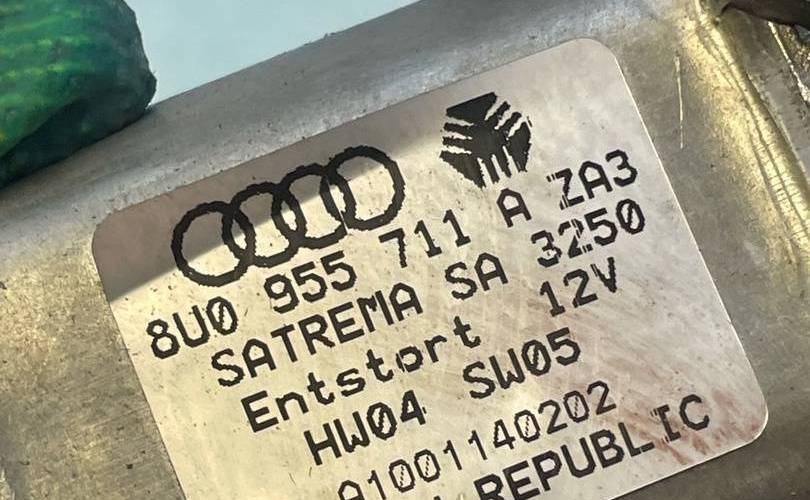 8U0 955 711 A ZA3
SATREMA SA 3250
Entstort 12V
HW04 SW05
A1001140202
REPUBLIC